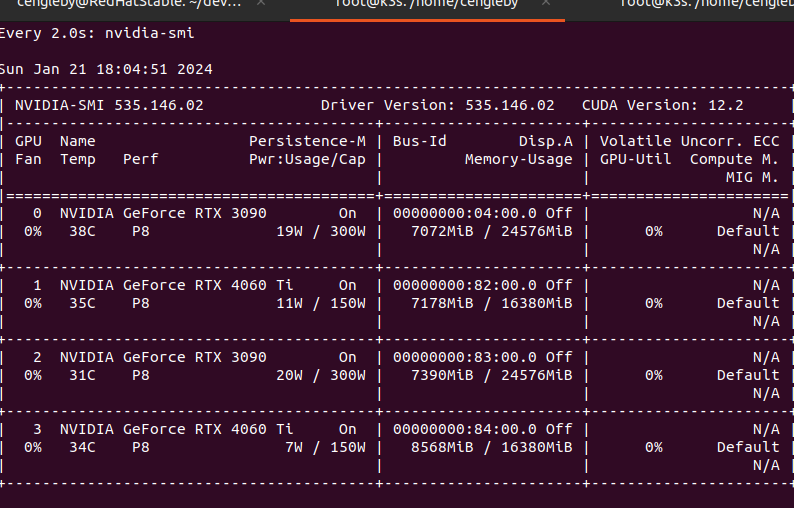 cengleby@RedHatStable: ~/dev... × root@k3s: /home/cengleby × root@k3s: /home/cengleb
Every 2.0s: nvidia-smi
Sun Jan 21 18:04:51 2024
+---------------------------------------------------------------------------------------+
| NVIDIA-SMI 535.146.02             Driver Version: 535.146.02   CUDA Version: 12.2     |
|-----------------------------------------+----------------------+----------------------+
| GPU  Name                 Persistence-M | Bus-Id        Disp.A | Volatile Uncorr. ECC |
| Fan  Temp   Perf          Pwr:Usage/Cap |         Memory-Usage | GPU-Util  Compute M. |
|                                         |                      |               MIG M. |
|=========================================+======================+======================|
|   0  NVIDIA GeForce RTX 3090        On  | 00000000:04:00.0 Off |                  N/A |
|  0%   38C    P8              19W / 300W |   7072MiB / 24576MiB |      0%      Default |
|                                         |                      |                  N/A |
+-----------------------------------------+----------------------+----------------------+
|   1  NVIDIA GeForce RTX 4060 Ti     On  | 00000000:82:00.0 Off |                  N/A |
|  0%   35C    P8              11W / 150W |   7178MiB / 16380MiB |      0%      Default |
|                                         |                      |                  N/A |
+-----------------------------------------+----------------------+----------------------+
|   2  NVIDIA GeForce RTX 3090        On  | 00000000:83:00.0 Off |                  N/A |
|  0%   31C    P8              20W / 300W |   7390MiB / 24576MiB |      0%      Default |
|                                         |                      |                  N/A |
+-----------------------------------------+----------------------+----------------------+
|   3  NVIDIA GeForce RTX 4060 Ti     On  | 00000000:84:00.0 Off |                  N/A |
|  0%   34C    P8               7W / 150W |   8568MiB / 16380MiB |      0%      Default |
|                                         |                      |                  N/A |
+-----------------------------------------+----------------------+----------------------+